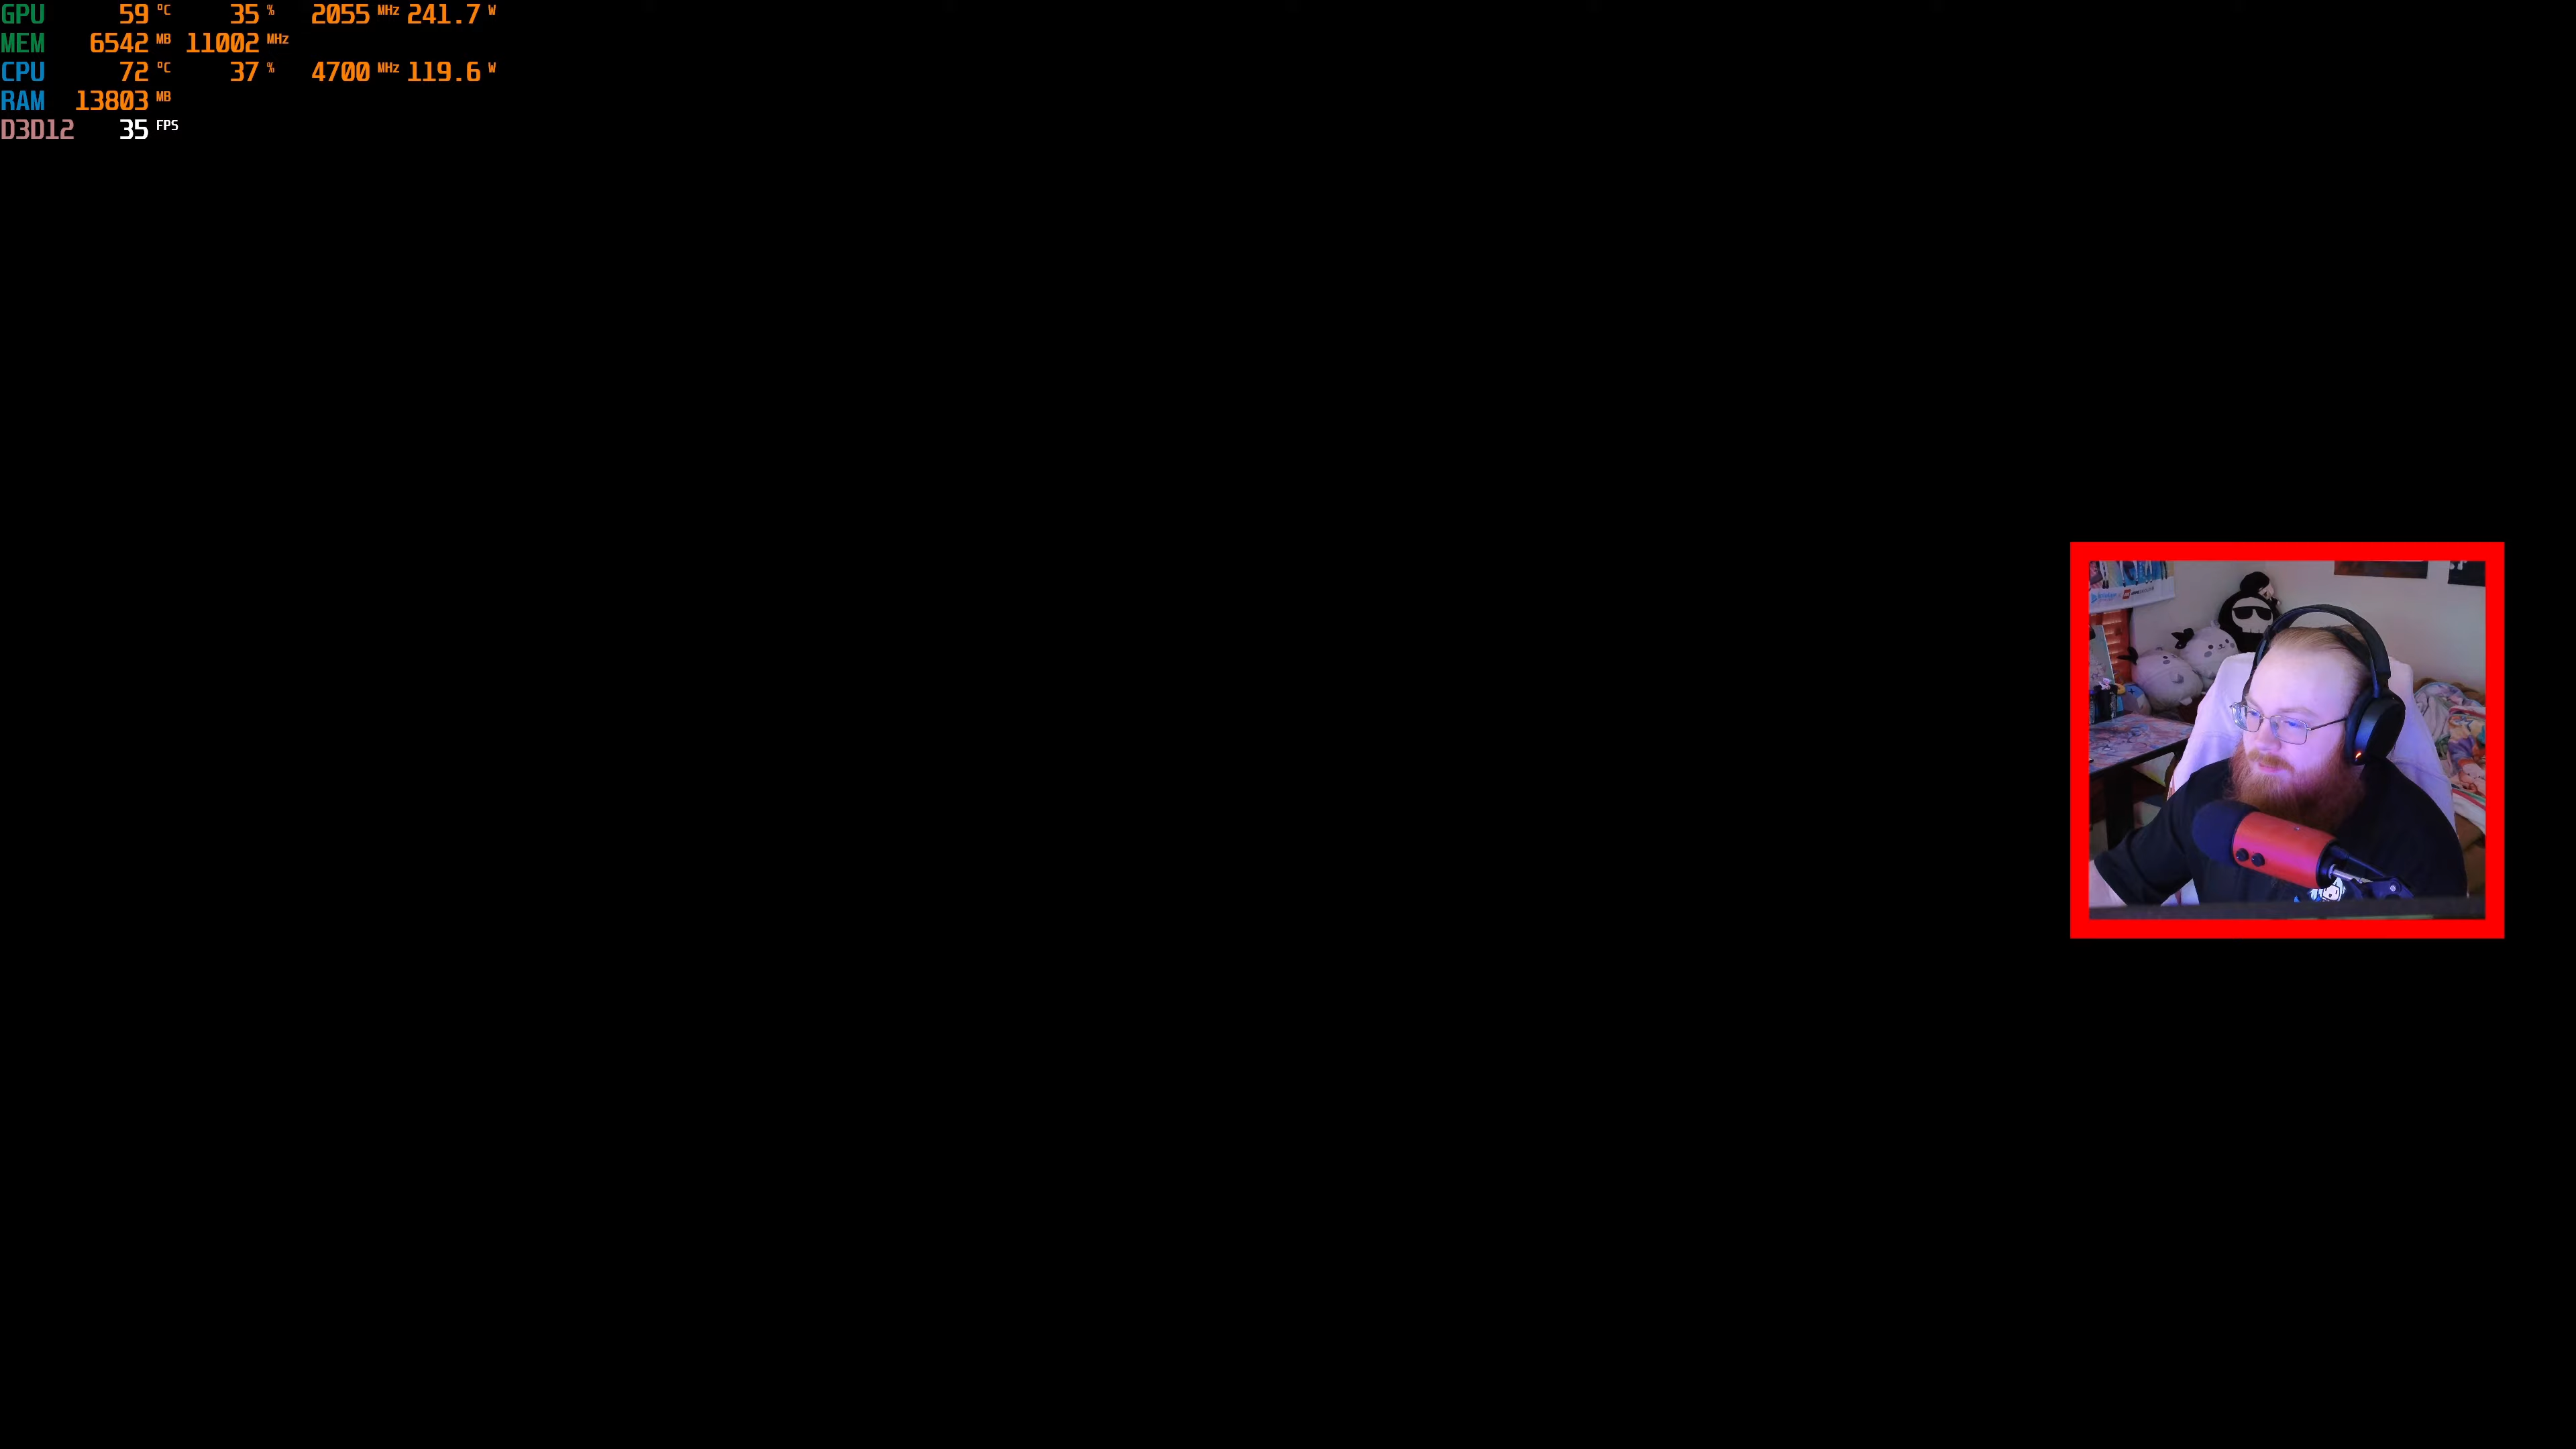 GPU 59 °C 35 % 2055 MHz 241.7 W
MEM 6542 MB 11002 MHz
CPU 72 °C 37 % 4700 MHz 119.6 W
RAM 13803 MB
D3D12 35 FPS